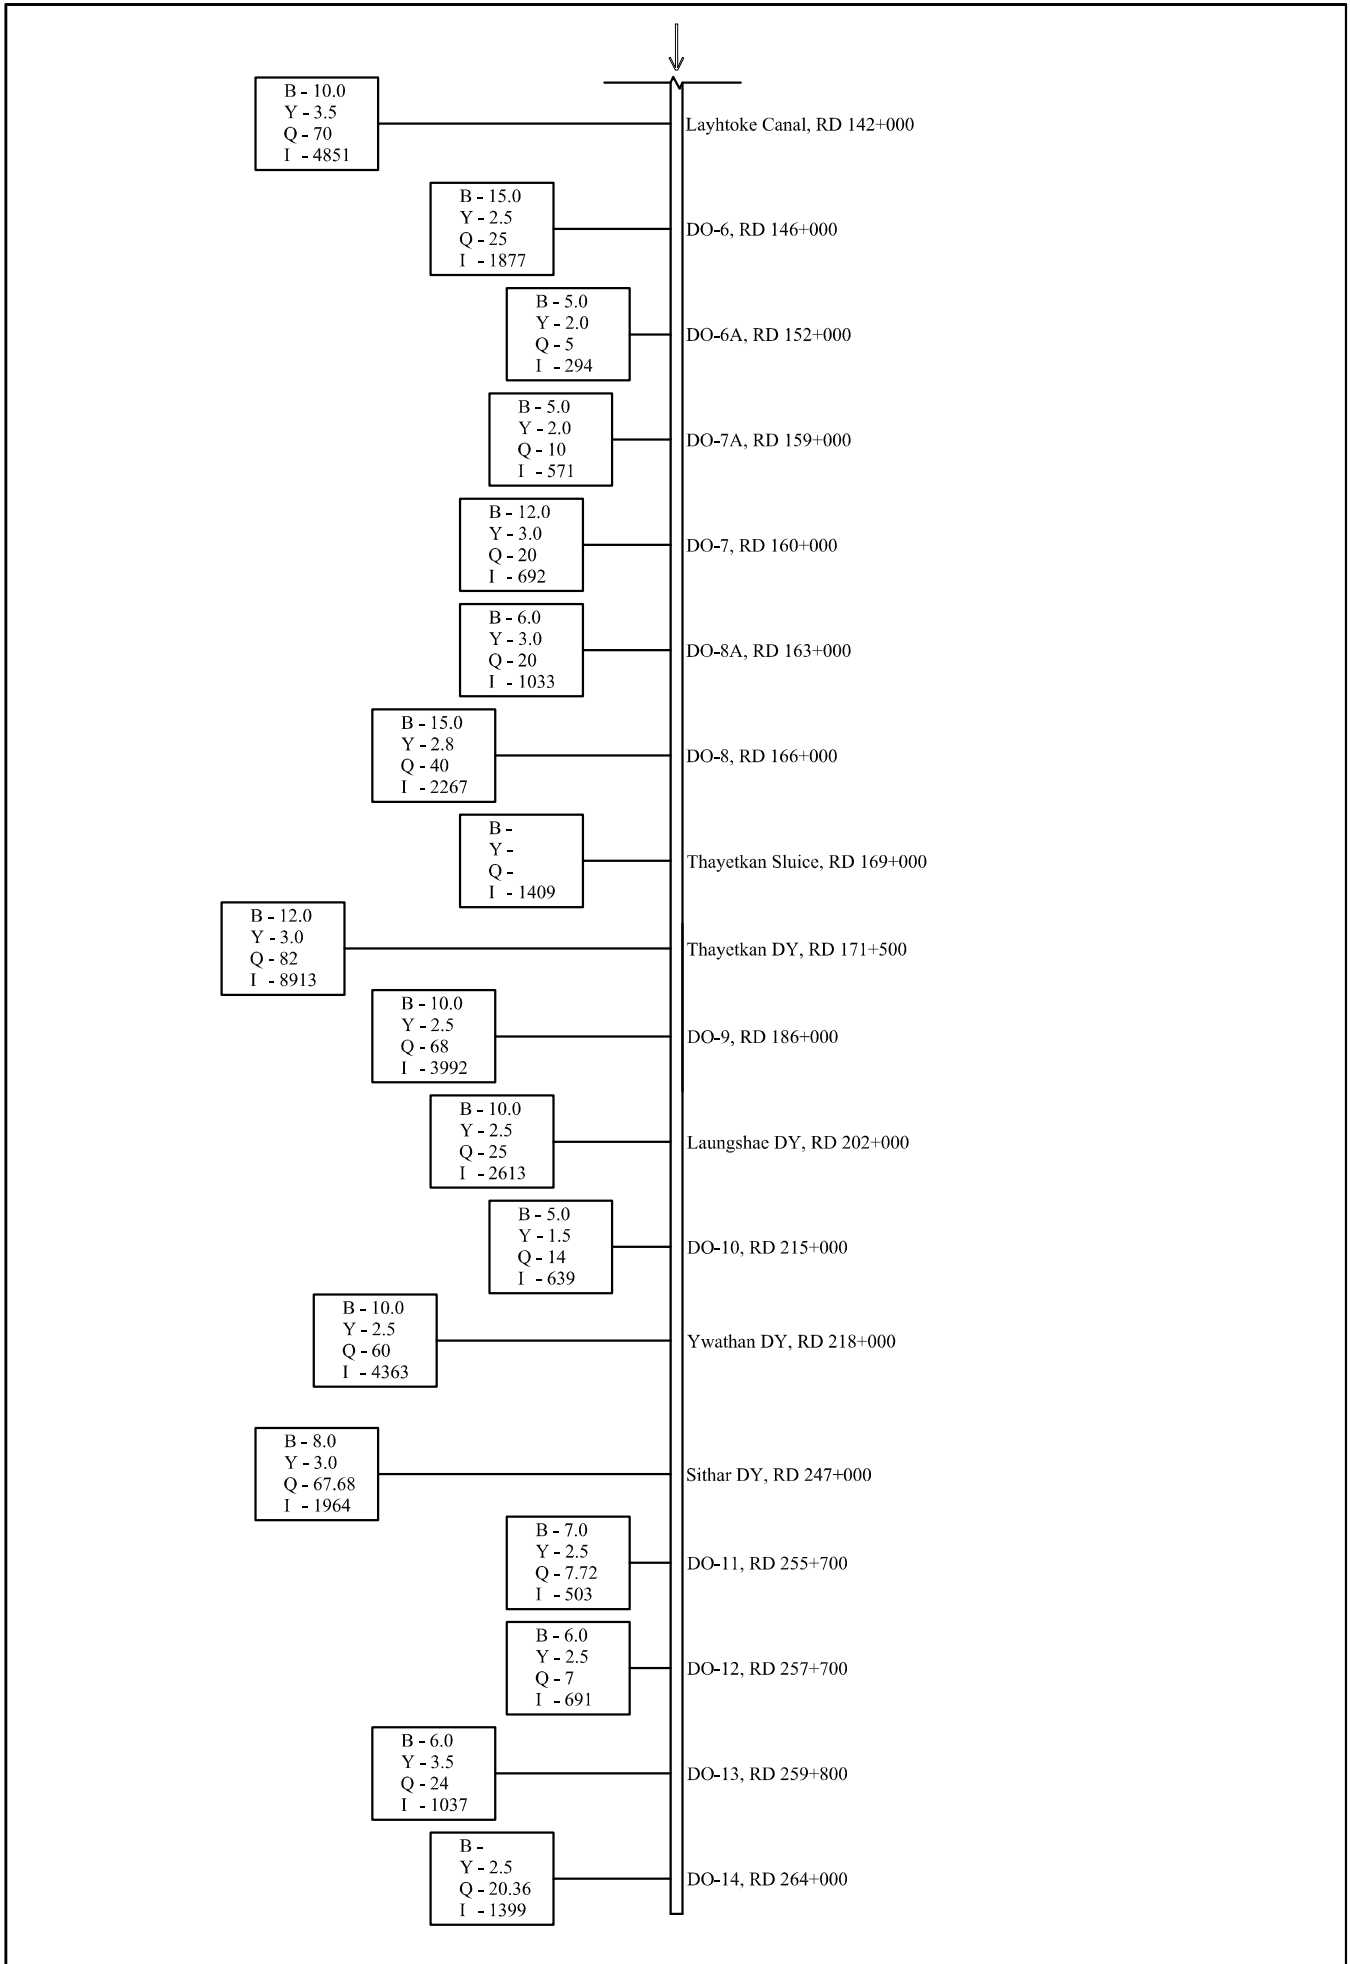 B - 10.0
Y - 3.5
Q - 70
I - 4851
Layhtoke Canal, RD 142+000
B - 15.0
Y - 2.5
Q - 25
I - 1877
DO-6, RD 146+000
B - 5.0
Y - 2.0
Q - 5
I - 294
DO-6A, RD 152+000
B - 5.0
Y - 2.0
Q - 10
I - 571
DO-7A, RD 159+000
B - 12.0
Y - 3.0
Q - 20
I - 692
DO-7, RD 160+000
B - 6.0
Y - 3.0
Q - 20
I - 1033
DO-8A, RD 163+000
B - 15.0
Y - 2.8
Q - 40
I - 2267
DO-8, RD 166+000
B -
Y -
Q -
I - 1409
Thayetkan Sluice, RD 169+000
B - 12.0
Y - 3.0
Q - 82
I - 8913
Thayetkan DY, RD 171+500
B - 10.0
Y - 2.5
Q - 68
I - 3992
DO-9, RD 186+000
B - 10.0
Y - 2.5
Q - 25
I - 2613
Laungshae DY, RD 202+000
B - 5.0
Y - 1.5
Q - 14
I - 639
DO-10, RD 215+000
B - 10.0
Y - 2.5
Q - 60
I - 4363
Ywathan DY, RD 218+000
B - 8.0
Y - 3.0
Q - 67.68
I - 1964
Sithar DY, RD 247+000
B - 7.0
Y - 2.5
Q - 7.72
I - 503
DO-11, RD 255+700
B - 6.0
Y - 2.5
Q - 7
I - 691
DO-12, RD 257+700
B - 6.0
Y - 3.5
Q - 24
I - 1037
DO-13, RD 259+800
B -
Y - 2.5
Q - 20.36
I - 1399
DO-14, RD 264+000